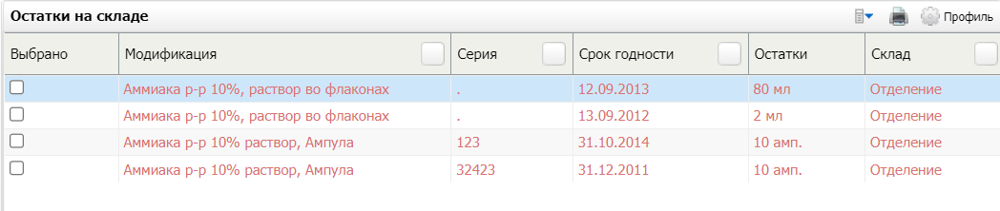 Остатки на складе Профиль
Выбрано Модификация Серия Срок годности Остатки Склад
Аммиака р-р 10%, раствор во флаконах . 12.09.2013 80 мл Отделение
Аммиака р-р 10%, раствор во флаконах . 13.09.2012 2 мл Отделение
Аммиака р-р 10% раствор, Ампула 123 31.10.2014 10 амп. Отделение
Аммиака р-р 10% раствор, Ампула 32423 31.12.2011 10 амп. Отделение